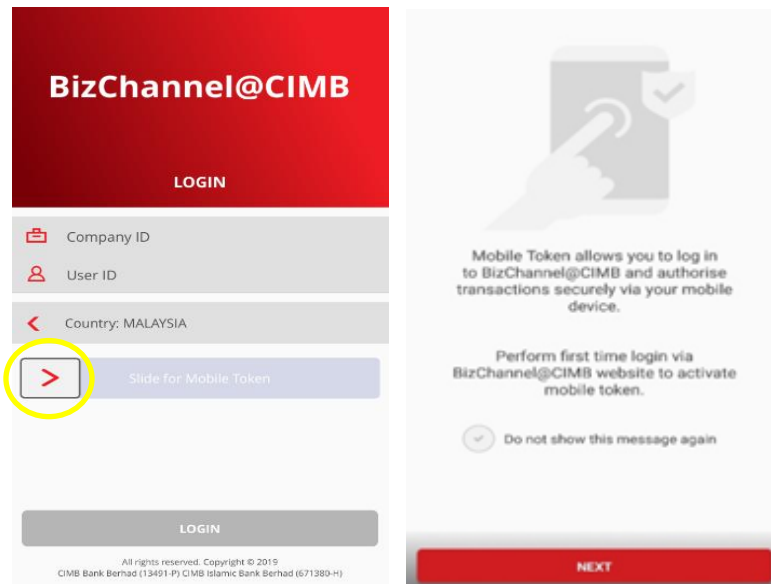 BizChannel@CIMB
LOGIN
Company ID
User ID
Country: MALAYSIA
Slide for Mobile Token
LOGIN
All rights reserved. Copyright © 2019
CIMB Bank Berhad (13491-P) CIMB Islamic Bank Berhad (671380-H)
Mobile Token allows you to log in
to BizChannel@CIMB and authorise
transactions securely via your mobile
device.
Perform first time login via
BizChannel@CIMB website to activate
mobile token.
Do not show this message again
NEXT